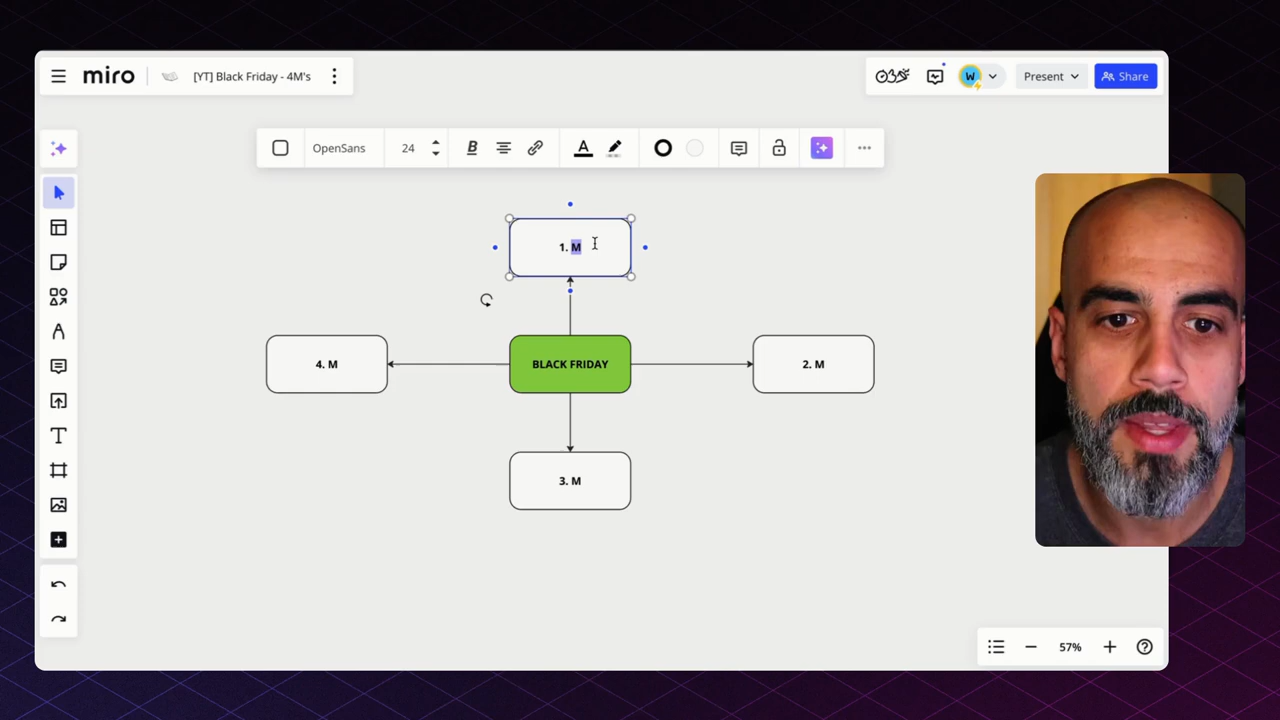 miro
[YT] Black Friday - 4M's
W
Present
Share
OpenSans
24
B
A
1. M
4. M
BLACK FRIDAY
2. M
3. M
T
57%